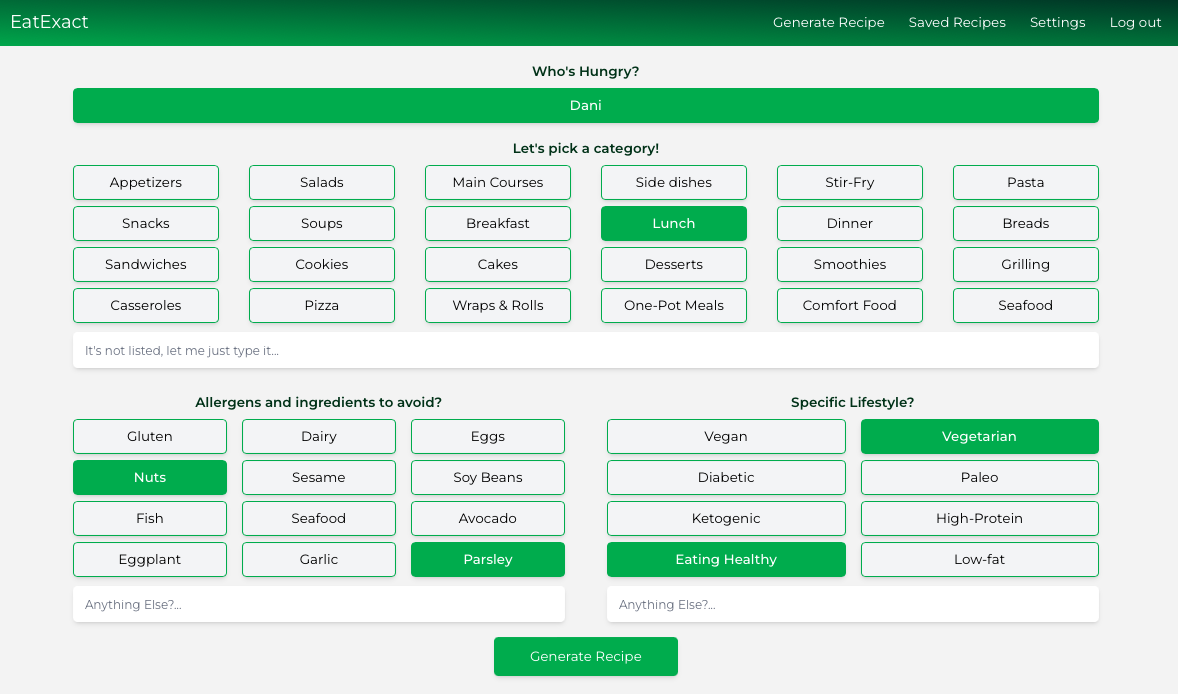 EatExact Generate Recipe Saved Recipes Settings Log out
Who's Hungry?
Dani
Let's pick a category!
Appetizers Salads Main Courses Side dishes Stir-Fry Pasta
Snacks Soups Breakfast Lunch Dinner Breads
Sandwiches Cookies Cakes Desserts Smoothies Grilling
Casseroles Pizza Wraps & Rolls One-Pot Meals Comfort Food Seafood
It's not listed, let me just type it...
Allergens and ingredients to avoid?
Gluten Dairy Eggs
Nuts Sesame Soy Beans
Fish Seafood Avocado
Eggplant Garlic Parsley
Anything Else?...
Specific Lifestyle?
Vegan Vegetarian
Diabetic Paleo
Ketogenic High-Protein
Eating Healthy Low-fat
Anything Else?...
Generate Recipe